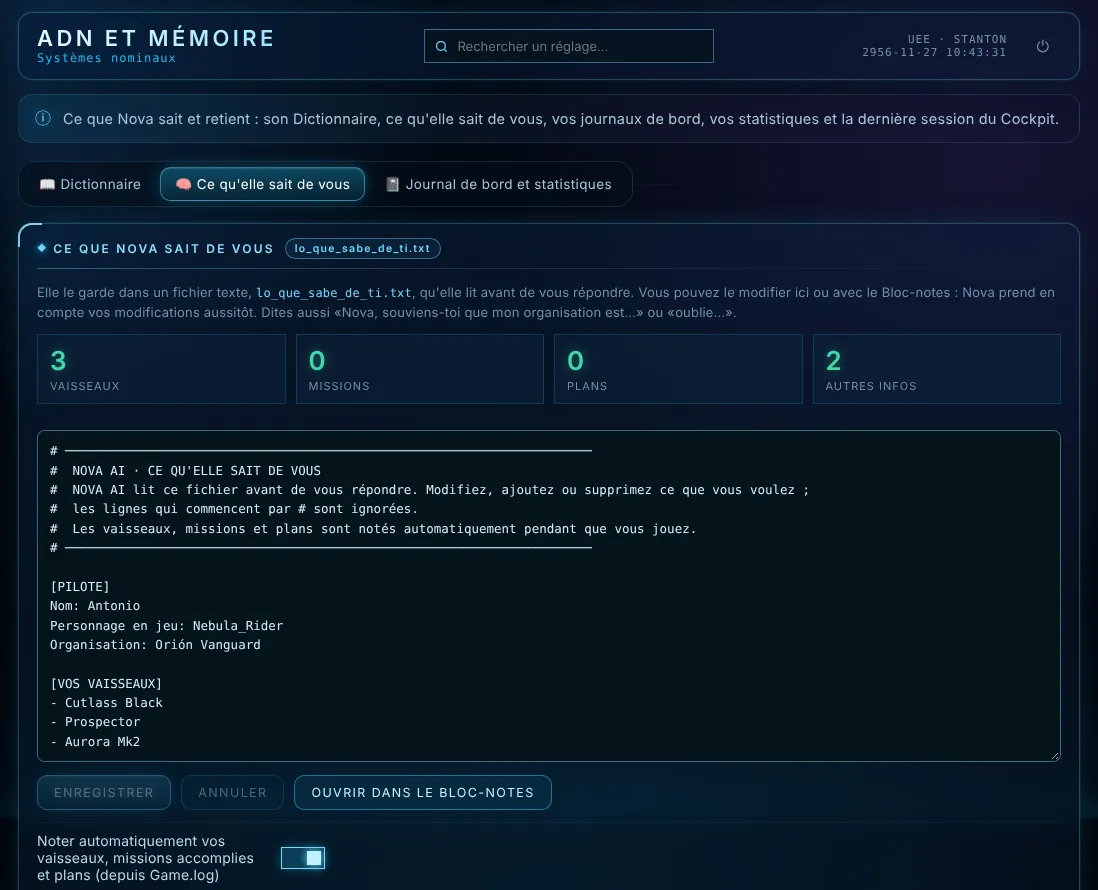 ADN ET MÉMOIRE
Systèmes nominaux
Rechercher un réglage...
UEE · STANTON
2956-11-27 10:43:31
Ce que Nova sait et retient : son Dictionnaire, ce qu'elle sait de vous, vos journaux de bord, vos statistiques et la dernière session du Cockpit.
Dictionnaire
Ce qu'elle sait de vous
Journal de bord et statistiques
CE QUE NOVA SAIT DE VOUS
lo_que_sabe_de_ti.txt
Elle le garde dans un fichier texte, lo_que_sabe_de_ti.txt, qu'elle lit avant de vous répondre. Vous pouvez le modifier ici ou avec le Bloc-notes : Nova prend en
compte vos modifications aussitôt. Dites aussi «Nova, souviens-toi que mon organisation est...» ou «oublie...».
3
VAISSEAUX
0
MISSIONS
0
PLANS
2
AUTRES INFOS
# ──────────────────────────────────────────────
#  NOVA AI · CE QU'ELLE SAIT DE VOUS
#  NOVA AI lit ce fichier avant de vous répondre. Modifiez, ajoutez ou supprimez ce que vous voulez ;
#  les lignes qui commencent par # sont ignorées.
#  Les vaisseaux, missions et plans sont notés automatiquement pendant que vous jouez.
# ──────────────────────────────────────────────
[PILOTE]
Nom: Antonio
Personnage en jeu: Nebula_Rider
Organisation: Orión Vanguard
[VOS VAISSEAUX]
- Cutlass Black
- Prospector
- Aurora Mk2
ENREGISTRER
ANNULER
OUVRIR DANS LE BLOC-NOTES
Noter automatiquement vos
vaisseaux, missions accomplies
et plans (depuis Game.log)